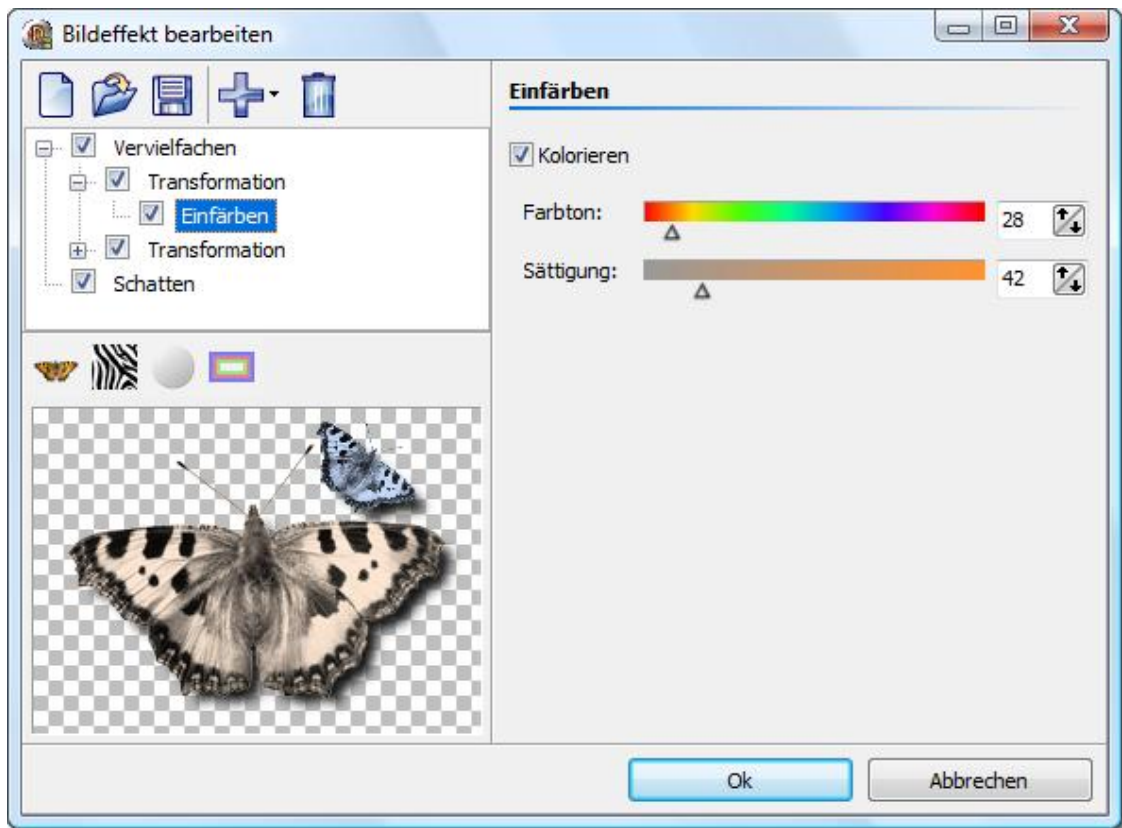 Bildeffekt bearbeiten
Vervielfachen
Transformation
Einfärben
Transformation
Schatten
Einfärben
Kolorieren
Farbton: 28
Sättigung: 42
Ok
Abbrechen